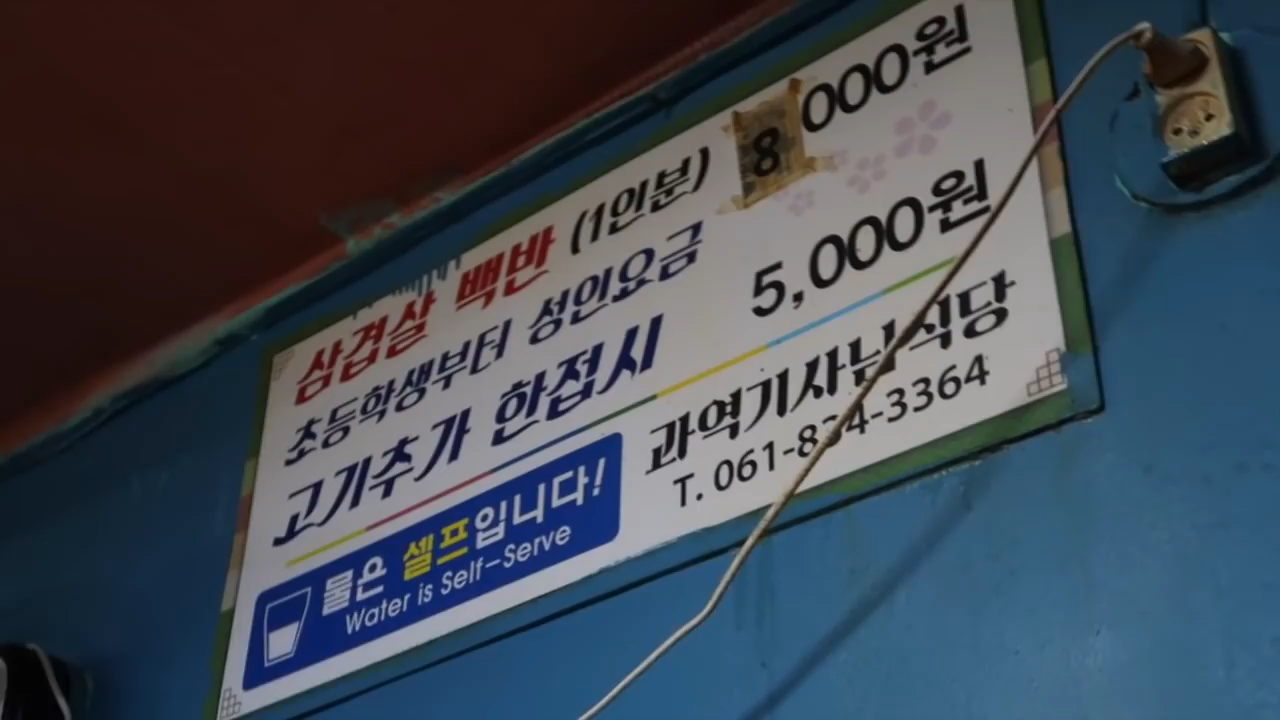 삼겹살 백반 (1인분) 8000원
초등학생부터 성인요금
고기추가 한접시 5,000원
물은 셀프입니다!
Water is Self-Serve
과역기사님식당
T. 061-834-3364